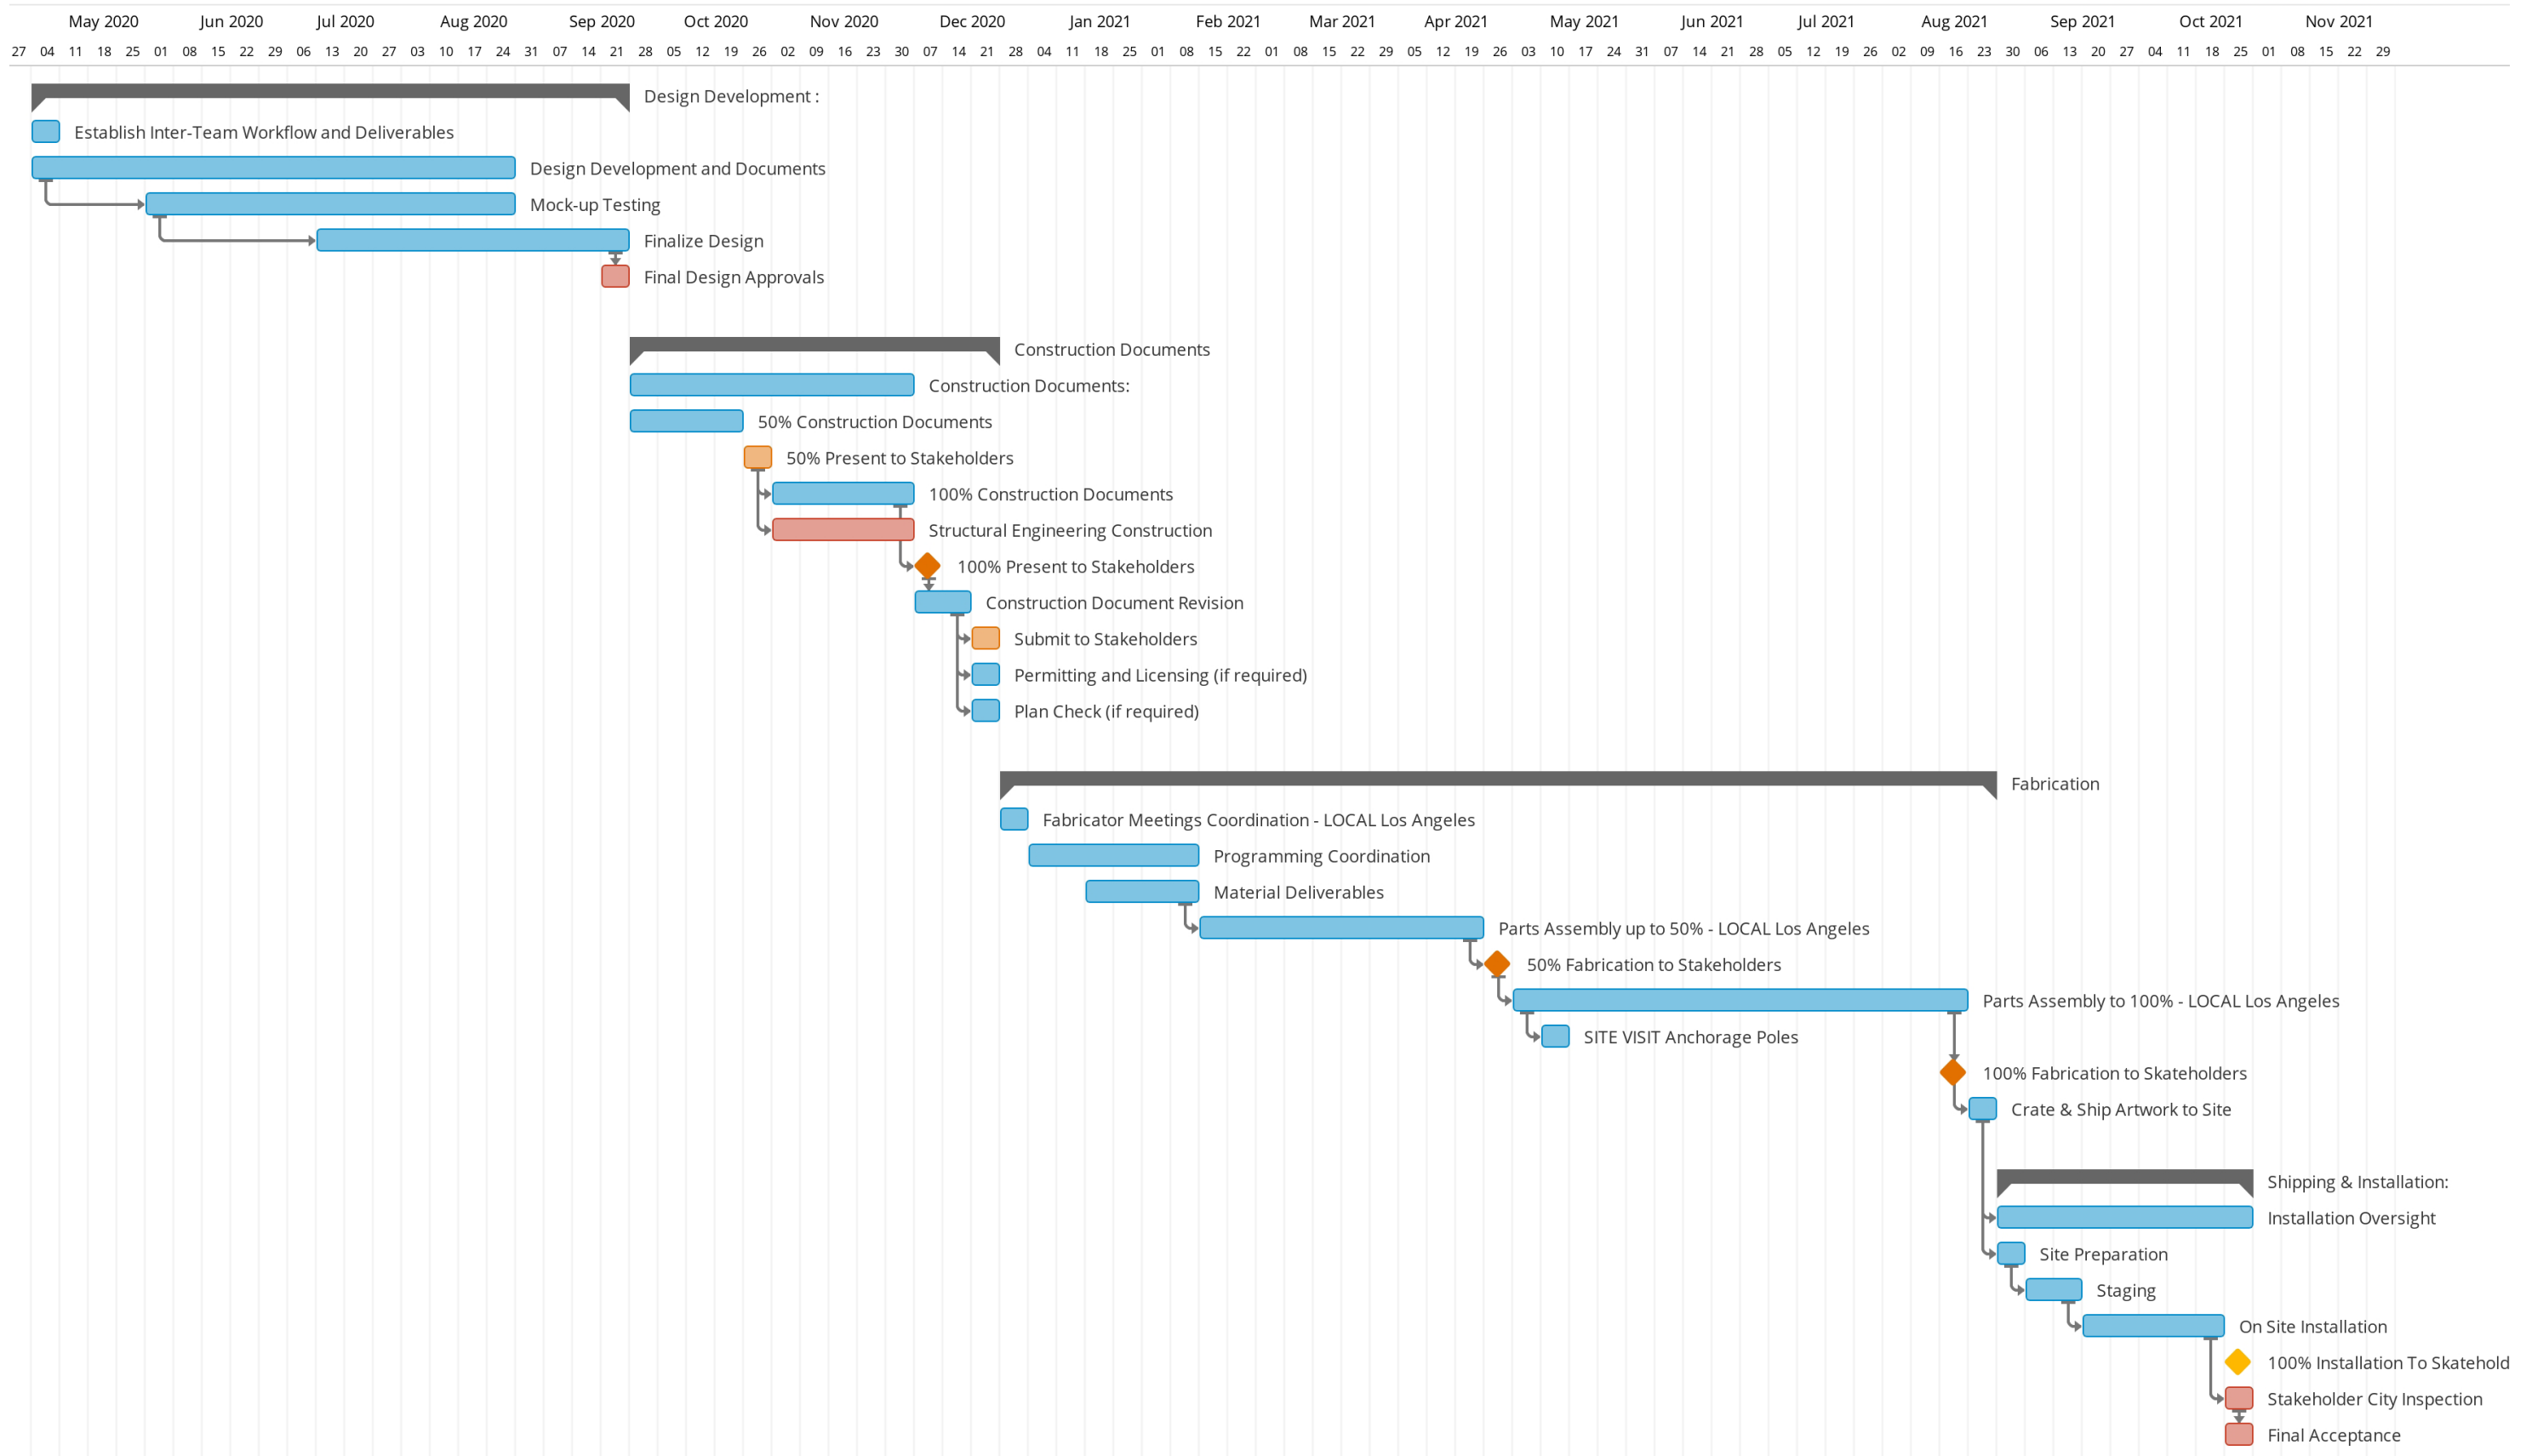 May 2020 Jun 2020 Jul 2020 Aug 2020 Sep 2020 Oct 2020 Nov 2020 Dec 2020 Jan 2021 Feb 2021 Mar 2021 Apr 2021 May 2021 Jun 2021 Jul 2021 Aug 2021 Sep 2021 Oct 2021 Nov 2021
27 04 11 18 25 01 08 15 22 29 06 13 20 27 03 10 17 24 31 07 14 21 28 05 12 19 26 02 09 16 23 30 07 14 21 28 04 11 18 25 01 08 15 22 01 08 15 22 29 05 12 19 26 03 10 17 24 31 07 14 21 28 05 12 19 26 02 09 16 23 30 06 13 20 27 04 11 18 25 01 08 15 22 29
Design Development :
Establish Inter-Team Workflow and Deliverables
Design Development and Documents
Mock-up Testing
Finalize Design
Final Design Approvals
Construction Documents
Construction Documents:
50% Construction Documents
50% Present to Stakeholders
100% Construction Documents
Structural Engineering Construction
100% Present to Stakeholders
Construction Document Revision
Submit to Stakeholders
Permitting and Licensing (if required)
Plan Check (if required)
Fabrication
Fabricator Meetings Coordination - LOCAL Los Angeles
Programming Coordination
Material Deliverables
Parts Assembly up to 50% - LOCAL Los Angeles
50% Fabrication to Stakeholders
Parts Assembly to 100% - LOCAL Los Angeles
SITE VISIT Anchorage Poles
100% Fabrication to Skateholders
Crate & Ship Artwork to Site
Shipping & Installation:
Installation Oversight
Site Preparation
Staging
On Site Installation
100% Installation To Skatehold
Stakeholder City Inspection
Final Acceptance